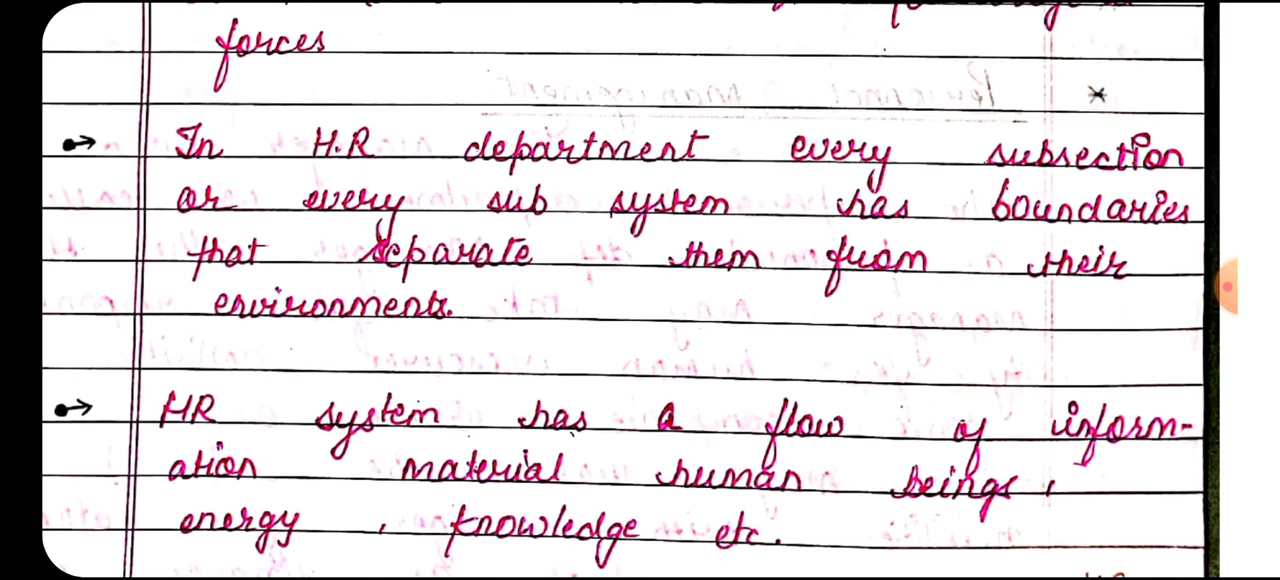 forces
In H.R department every subsection
or every sub system has boundaries
that separate them from their
environments.
HR system has a flow of inform-
ation material human beings,
energy , knowledge etc.